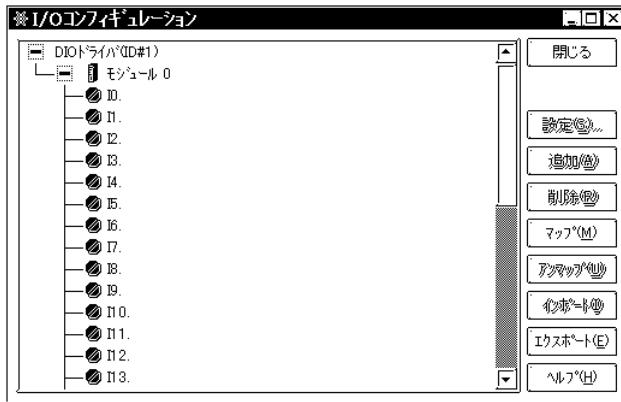 I/Oコンフィギュレーション
DIOドライバ(ID#1)
モジュール 0
I0.
I1.
I2.
I3.
I4.
I5.
I6.
I7.
I8.
I9.
I10.
I11.
I12.
I13.
閉じる
設定(S)...
追加(A)
削除(R)
マップ(M)
アンマップ(U)
インポート(I)
エクスポート(E)
ヘルプ(H)